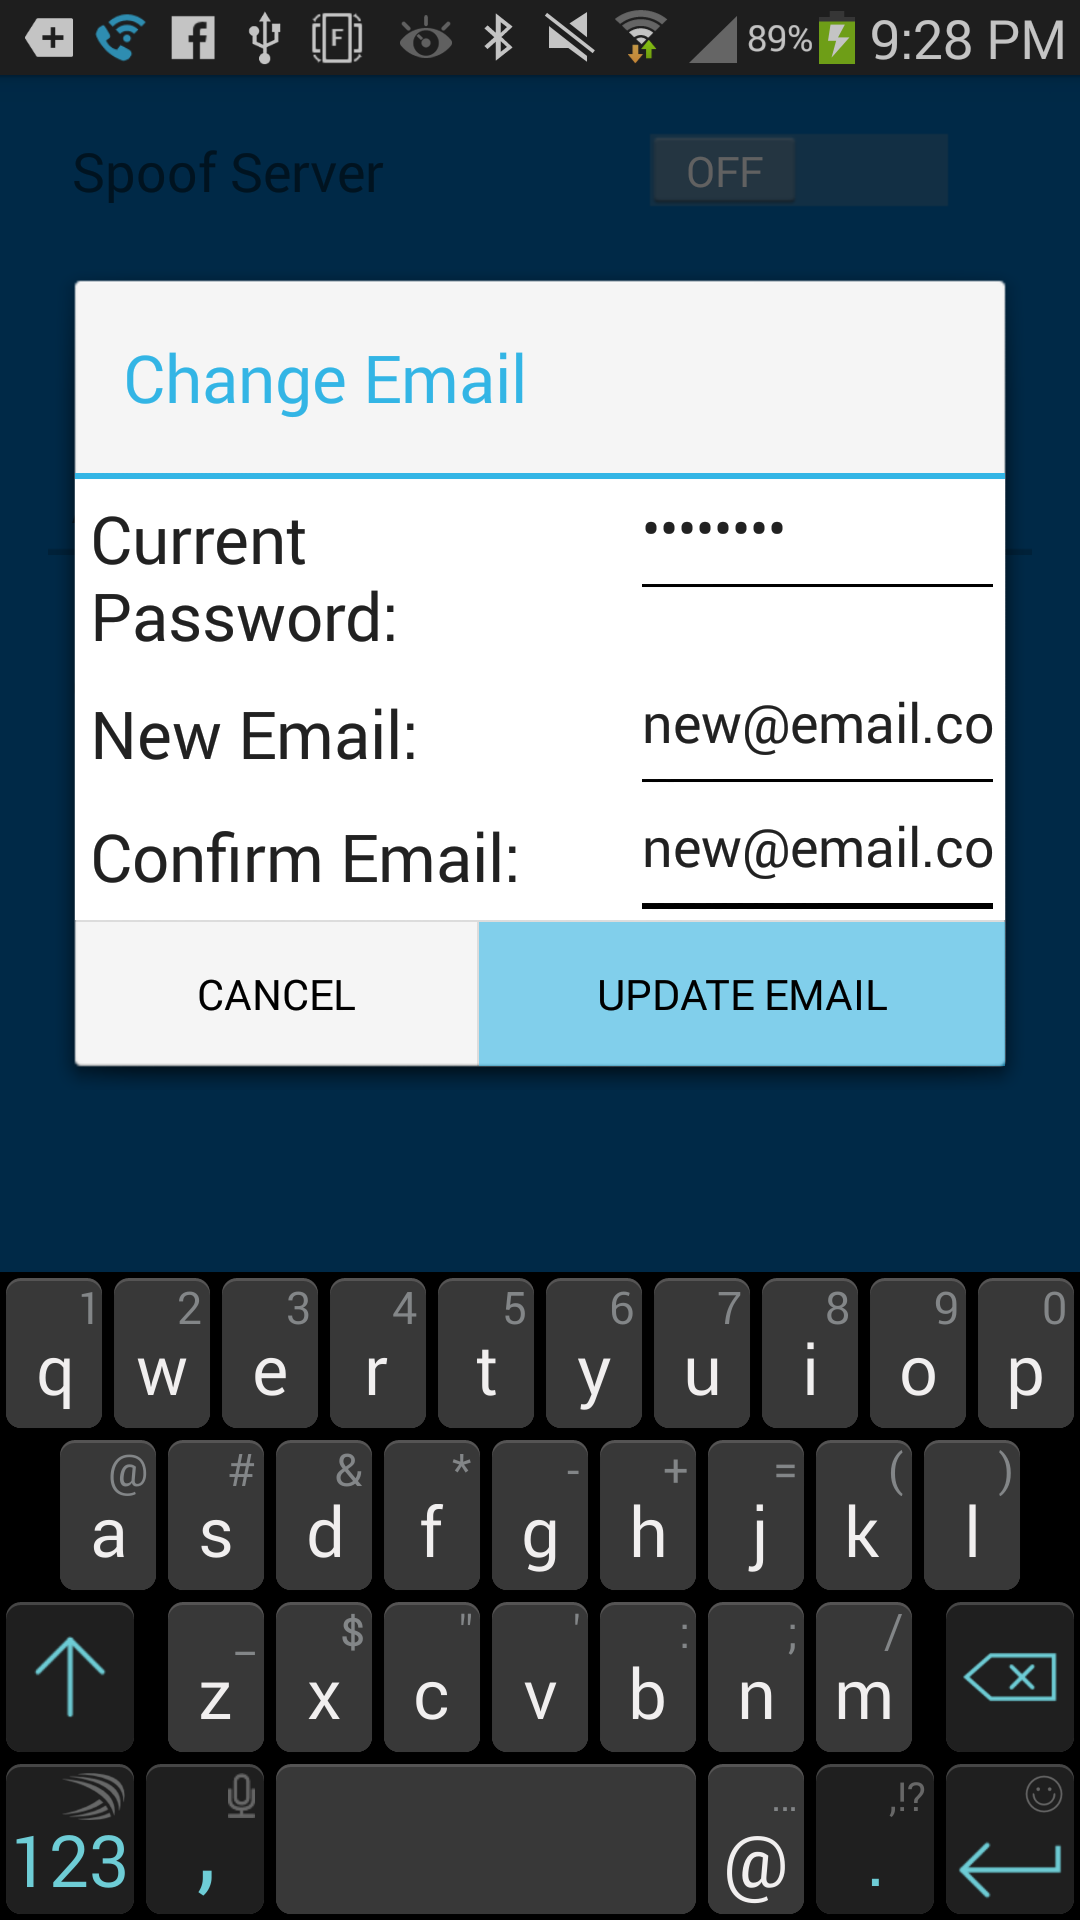 89% 9:28 PM
Spoof Server OFF
Change Email
Current
Password: ••••••••
New Email: new@email.co
Confirm Email: new@email.co
CANCEL UPDATE EMAIL
1 2 3 4 5 6 7 8 9 0
q w e r t y u i o p
@ # & * - + = ( )
a s d f g h j k l
_ $ " ' : ; /
z x c v b n m
... ,!?
123 , @ .